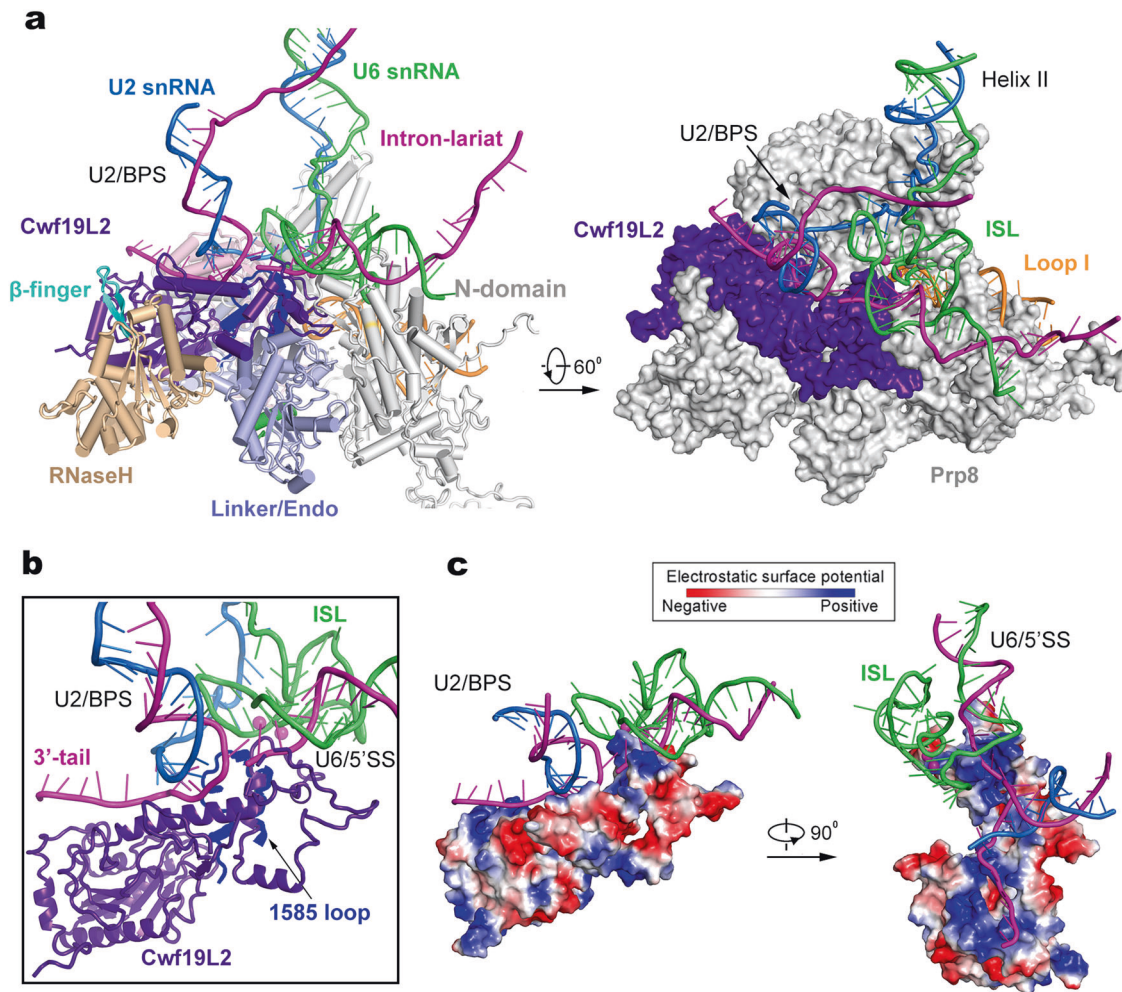 a
U2 snRNA
U6 snRNA
Intron-lariat
U2/BPS
Cwf19L2
β-finger
N-domain
RNaseH
Linker/Endo
60⁰
Helix II
U2/BPS
Cwf19L2
ISL
Loop I
Prp8
b
ISL
U2/BPS
U6/5'SS
3'-tail
1585 loop
Cwf19L2
c
Electrostatic surface potential
Negative Positive
U2/BPS
90⁰
U6/5'SS
ISL